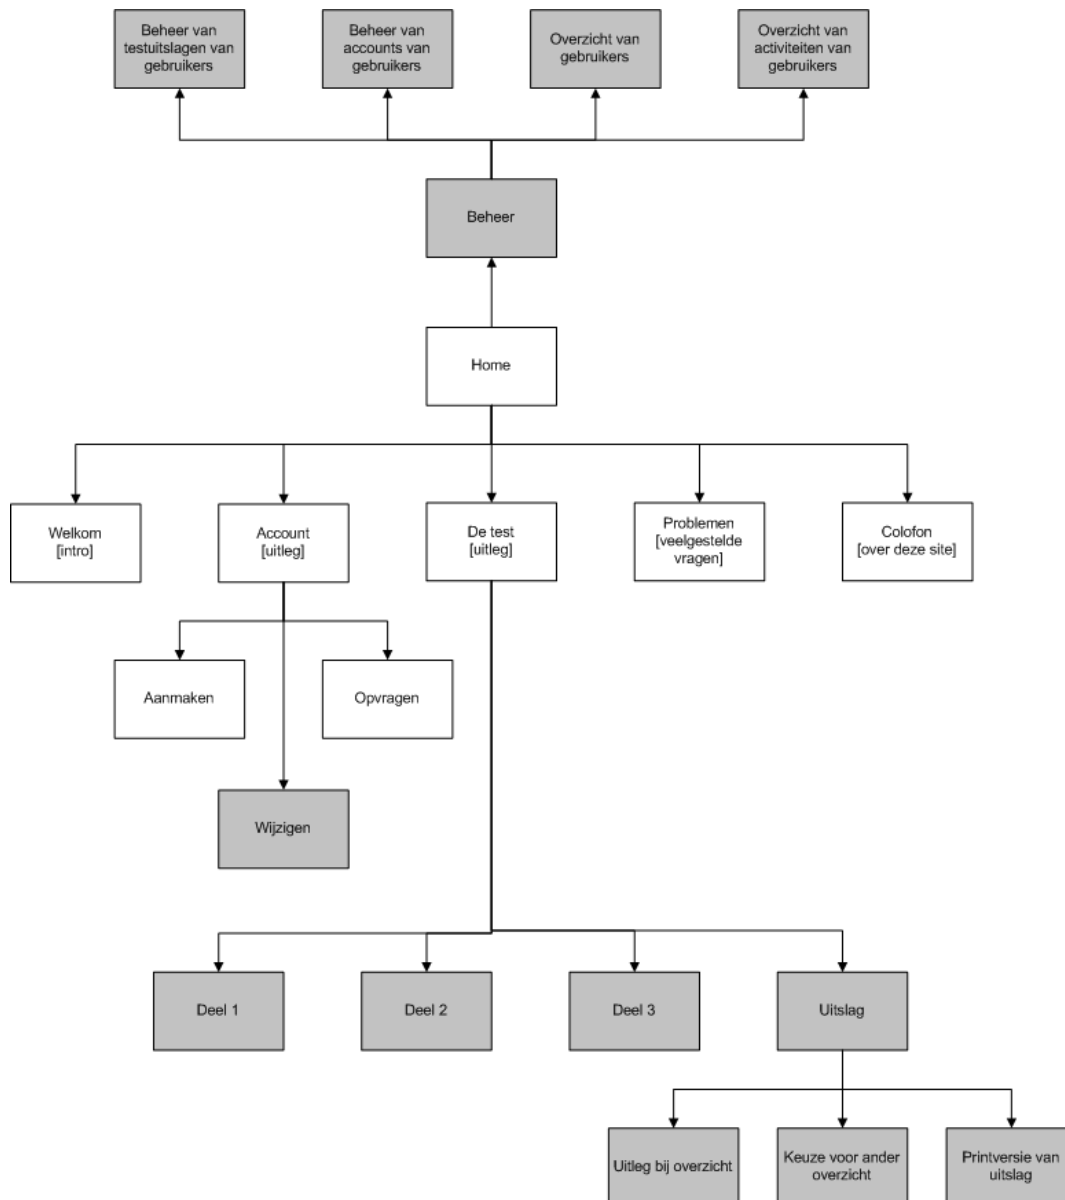 Beheer van
testuitslagen van
gebruikers
Beheer van
accounts van
gebruikers
Overzicht van
gebruikers
Overzicht van
activiteiten van
gebruikers
Beheer
Home
Welkom
[intro]
Account
[uitleg]
De test
[uitleg]
Problemen
[veelgestelde
vragen]
Colofon
[over deze site]
Aanmaken
Opvragen
Wijzigen
Deel 1
Deel 2
Deel 3
Uitslag
Uitleg bij overzicht
Keuze voor ander
overzicht
Printversie van
uitslag